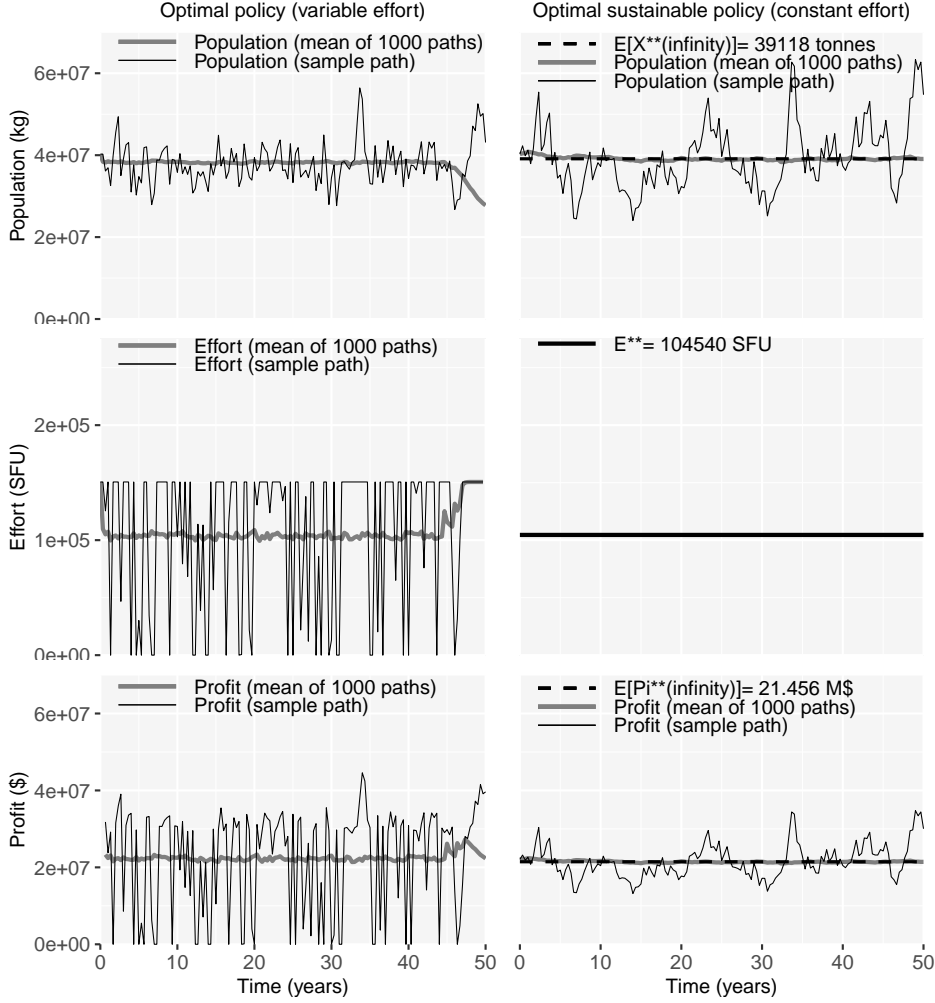 Optimal policy (variable effort)
Optimal sustainable policy (constant effort)
Population (kg)
6e+07
4e+07
2e+07
0e+00
Population (mean of 1000 paths)
Population (sample path)
E[X**(infinity)]= 39118 tonnes
Population (mean of 1000 paths)
Population (sample path)
Effort (SFU)
2e+05
1e+05
0e+00
Effort (mean of 1000 paths)
Effort (sample path)
E**= 104540 SFU
Profit ($)
6e+07
4e+07
2e+07
0e+00
Profit (mean of 1000 paths)
Profit (sample path)
E[Pi**(infinity)]= 21.456 M$
Profit (mean of 1000 paths)
Profit (sample path)
0 10 20 30 40 50
0 10 20 30 40 50
Time (years)
Time (years)